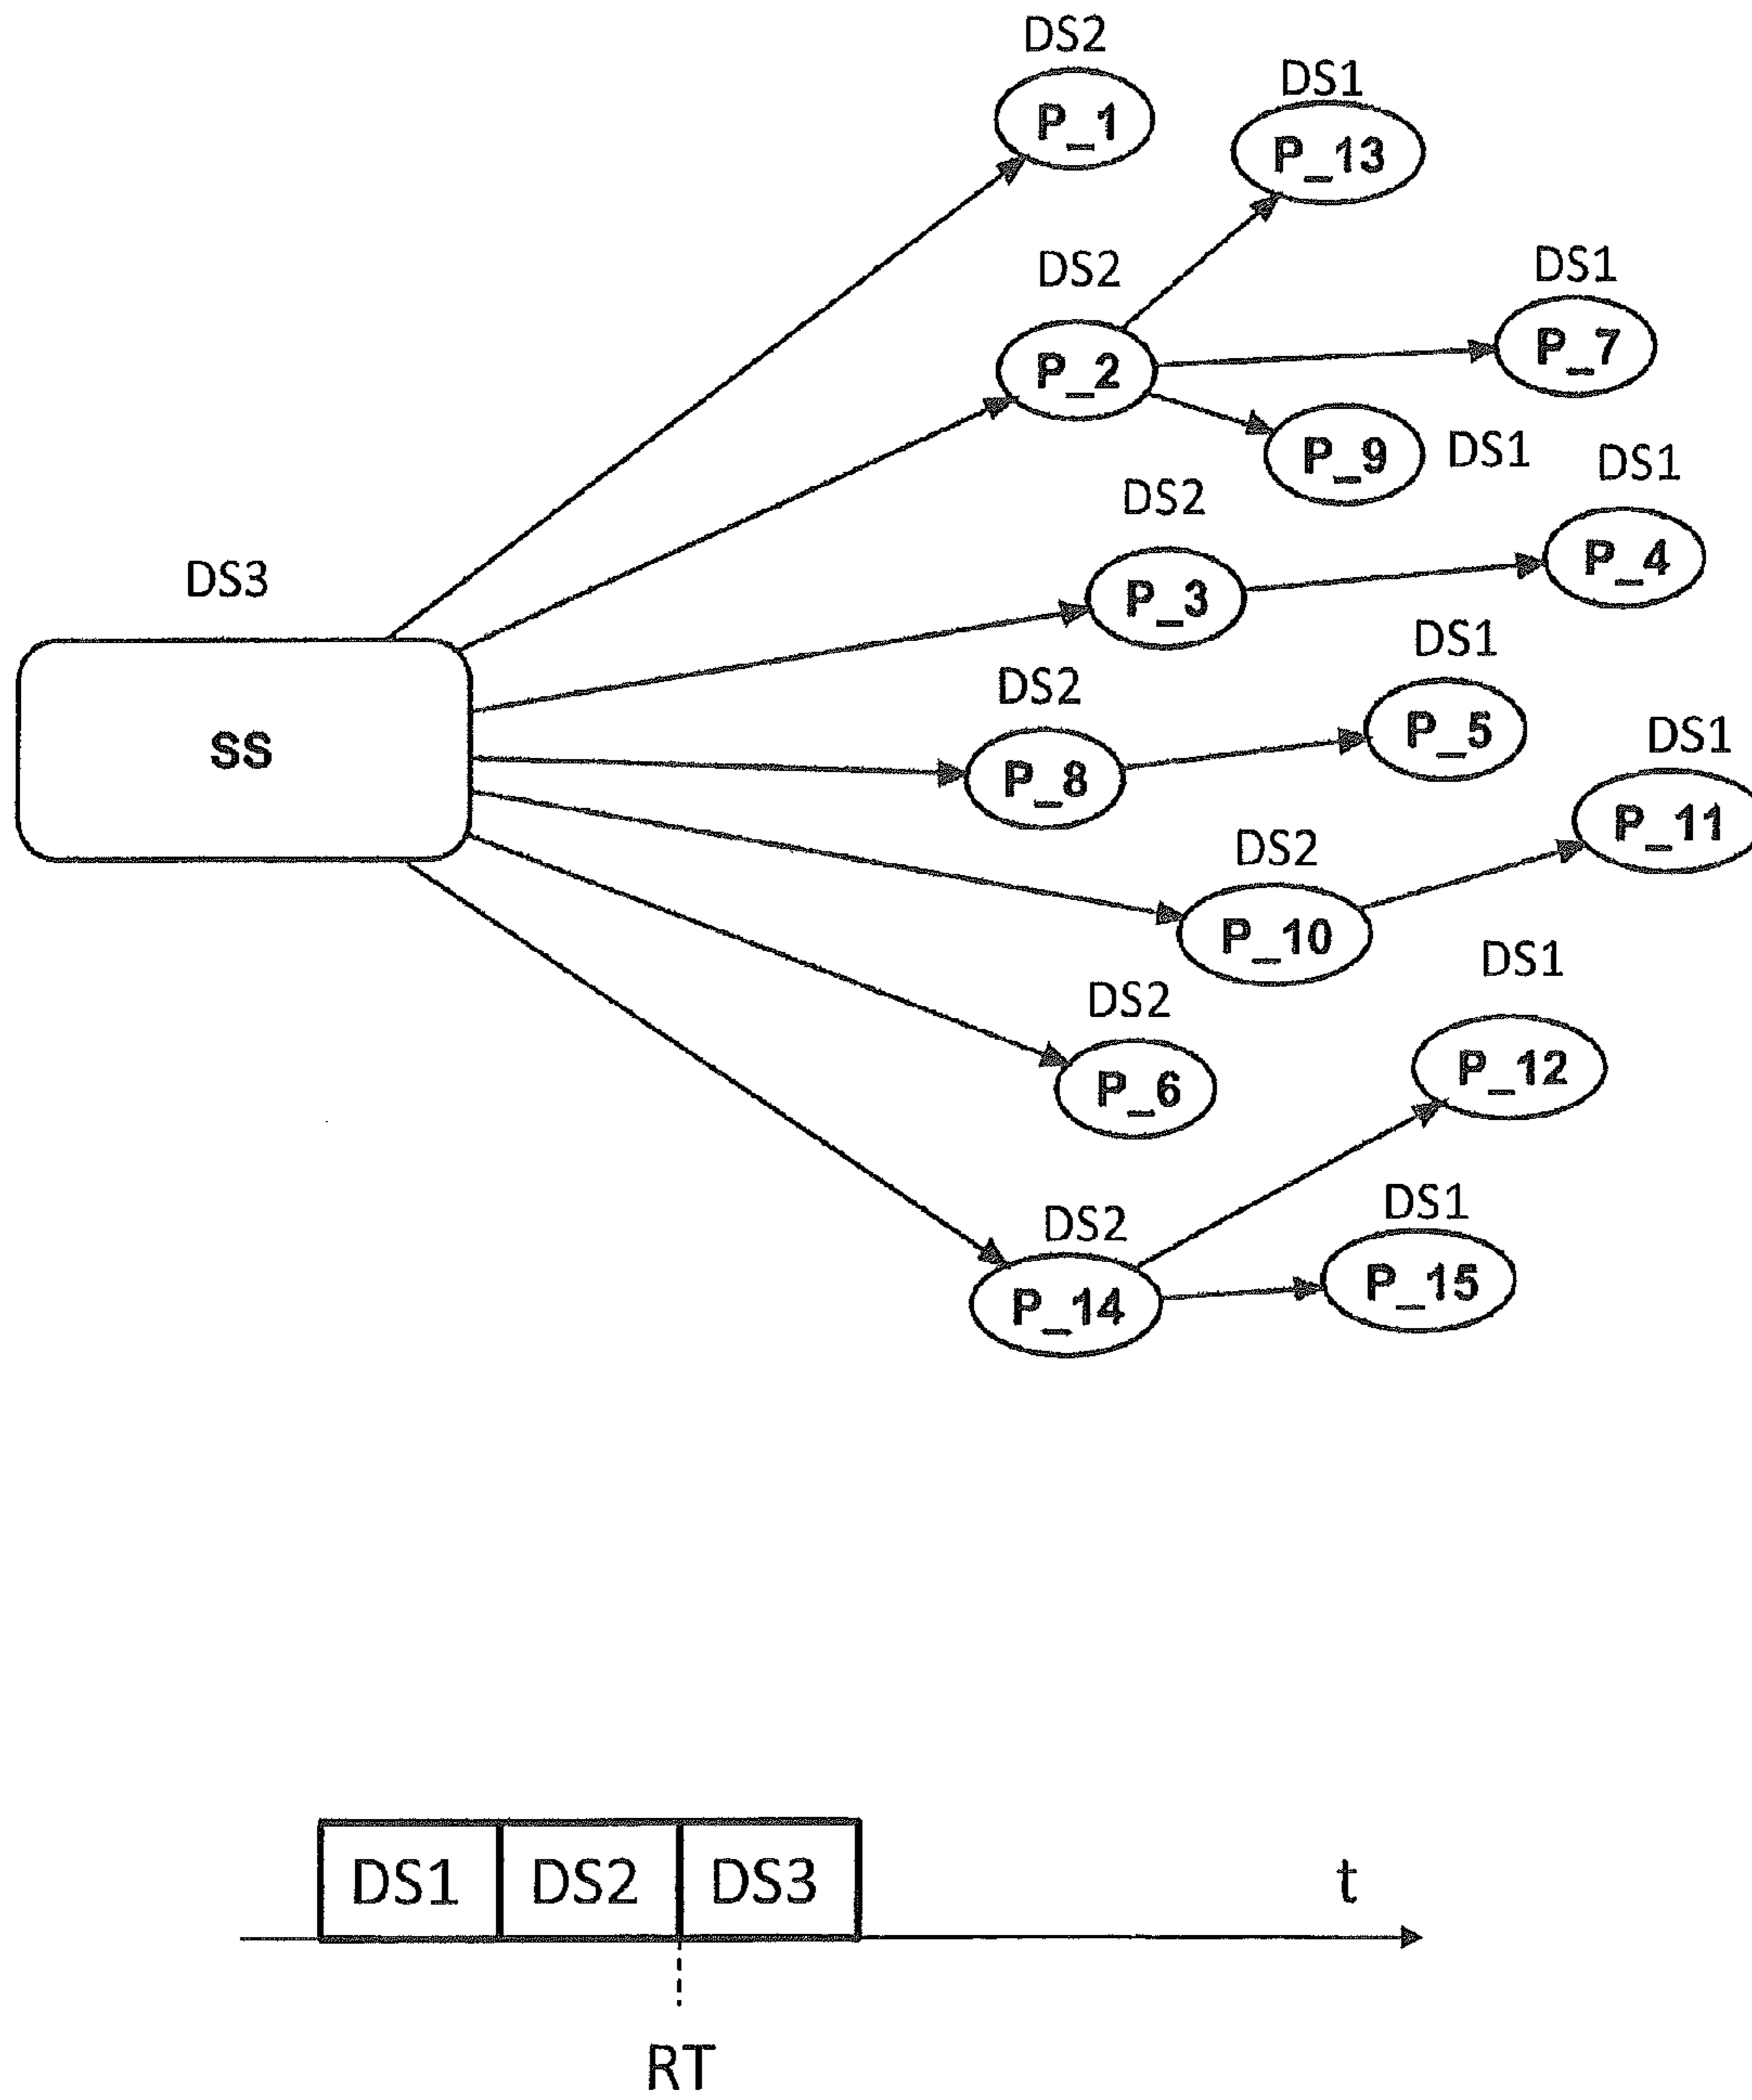 DS2
P_1
DS1
P_13
DS2
P_2
DS1
P_7
P_9
DS1
DS2
P_3
DS1
P_4
DS3
SS
DS2
P_8
DS1
P_5
DS2
P_10
DS1
P_11
DS2
P_6
DS1
P_12
DS2
P_14
DS1
P_15
DS1
DS2
DS3
t
RT